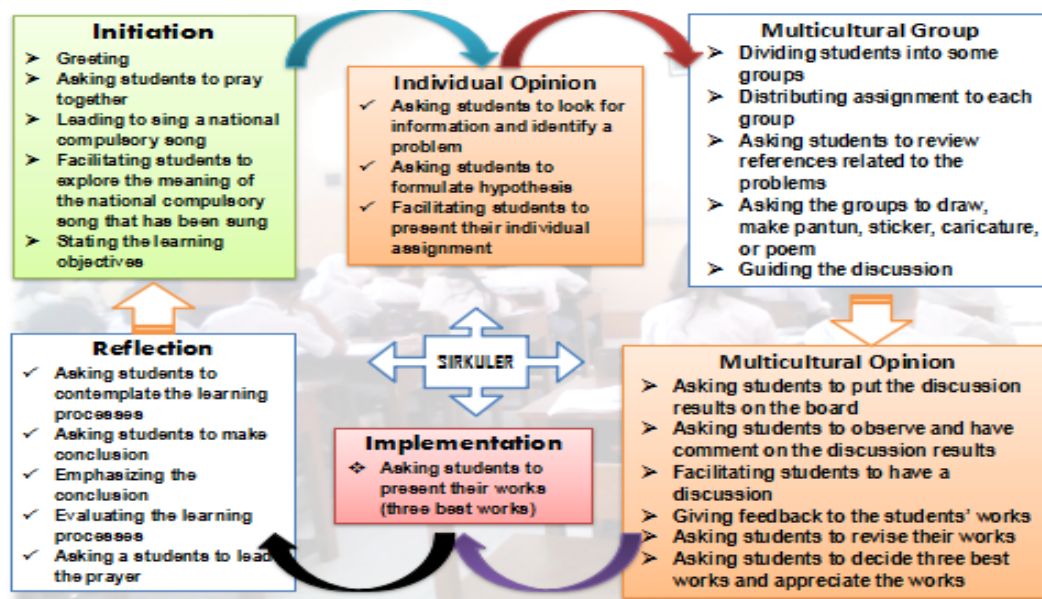 Initiation
➤ Greeting
➤ Asking students to pray
together
➤ Leading to sing a national
compulsory song
➤ Facilitating students to
explore the meaning of
the national compulsory
song that has been sung
➤ Stating the learning
objectives
Individual Opinion
✓ Asking students to look for
information and identify a
problem
✓ Asking students to
formulate hypothesis
✓ Facilitating students to
present their individual
assignment
Multicultural Group
➤ Dividing students into some
groups
➤ Distributing assignment to each
group
➤ Asking students to review
references related to the
problems
➤ Asking the groups to draw,
make pantun, sticker, caricature,
or poem
➤ Guiding the discussion
Multicultural Opinion
➤ Asking students to put the discussion
results on the board
➤ Asking students to observe and have
comment on the discussion results
➤ Facilitating students to have a
discussion
➤ Giving feedback to the students' works
➤ Asking students to revise their works
➤ Asking students to decide three best
works and appreciate the works
Implementation
❖ Asking students to
present their works
(three best works)
Reflection
✓ Asking students to
contemplate the learning
processes
✓ Asking students to make
conclusion
✓ Emphasizing the
conclusion
✓ Evaluating the learning
processes
✓ Asking a students to lead
the prayer
SIRKULER